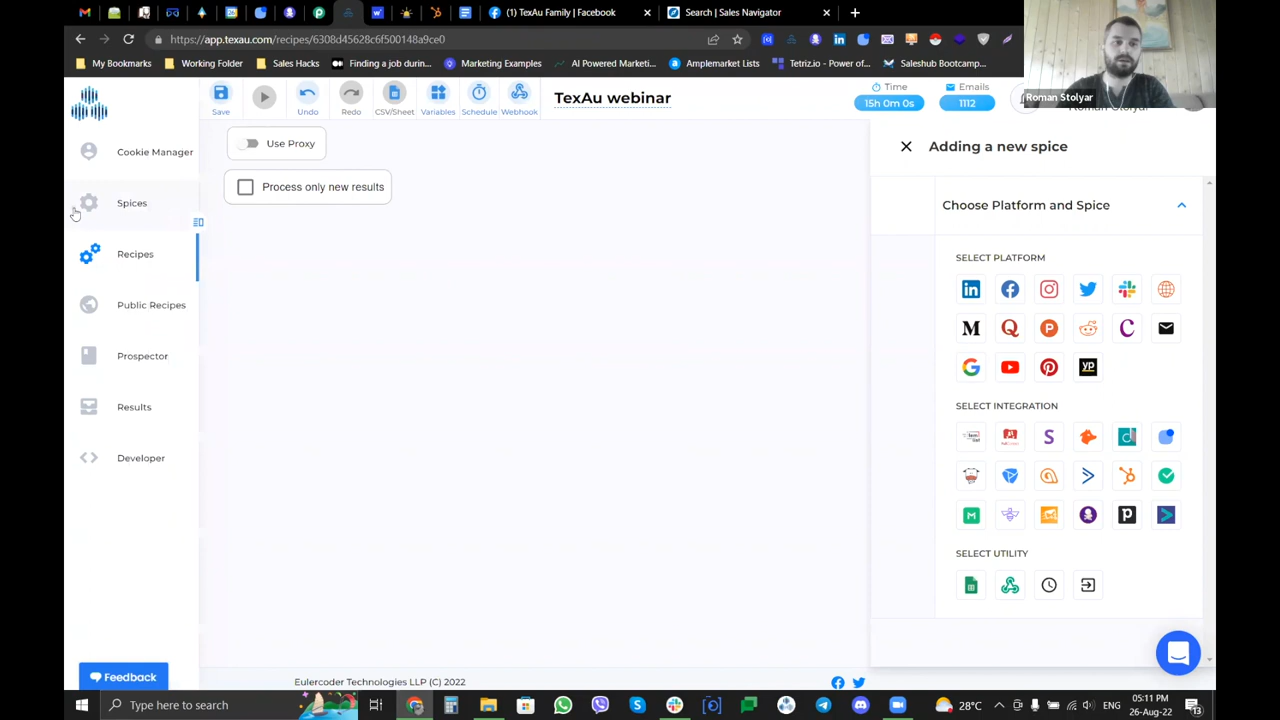 (1) TexAu Family | Facebook
Search | Sales Navigator
https://app.texau.com/recipes/6308d45628c6f500148a9ce0
My Bookmarks
Working Folder
Sales Hacks
Finding a job durin...
Marketing Examples
AI Powered Marketi...
Amplemarket Lists
Tetriz.io - Power of...
Saleshub Bootcamp...
Roman Stolyar
Save
Undo
Redo
CSV/Sheet
Variables
Schedule
Webhook
TexAu webinar
Time
15h 0m 0s
Emails
1112
Roman Stolyar
Cookie Manager
Spices
Recipes
Public Recipes
Prospector
Results
Developer
Feedback
Use Proxy
Process only new results
Adding a new spice
Choose Platform and Spice
SELECT PLATFORM
SELECT INTEGRATION
SELECT UTILITY
Eulercoder Technologies LLP (C) 2022
Type here to search
28°C
ENG
05:11 PM
26-Aug-22
13